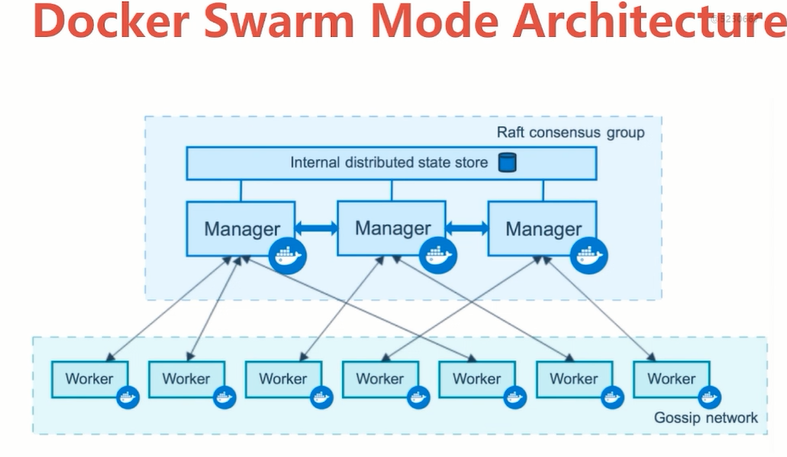 Docker Swarm Mode Architecture
Raft consensus group
Internal distributed state store
Manager Manager Manager
Worker Worker Worker Worker Worker Worker Worker
Gossip network